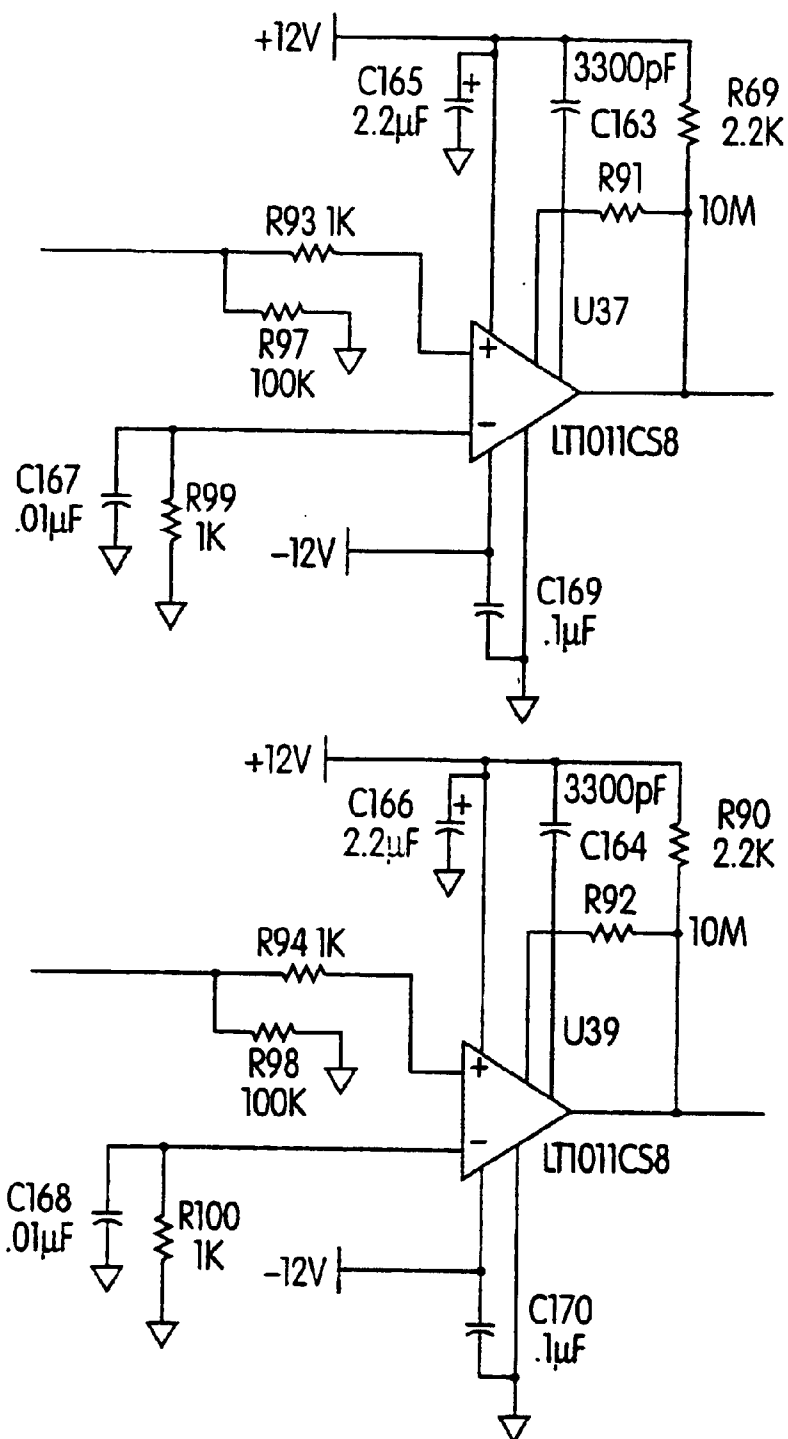 +12V
C165
2.2µF
+
3300pF
C163
R69
2.2K
R91
10M
R93 1K
R97
100K
U37
+
−
LT1011CS8
C167
.01µF
R99
1K
−12V
C169
.1µF
+12V
C166
2.2µF
+
3300pF
C164
R90
2.2K
R92
10M
R94 1K
R98
100K
U39
+
−
LT1011CS8
C168
.01µF
R100
1K
−12V
C170
.1µF